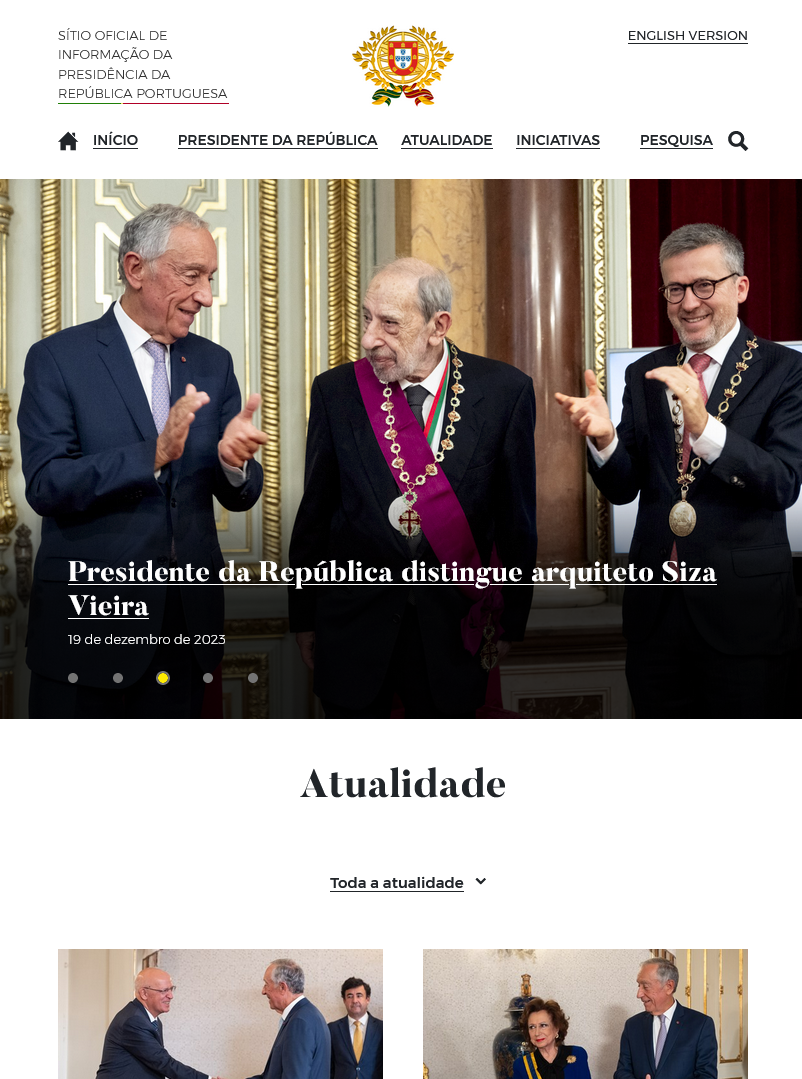 SÍTIO OFICIAL DE
INFORMAÇÃO DA
PRESIDÊNCIA DA
REPÚBLICA PORTUGUESA
ENGLISH VERSION
INÍCIO PRESIDENTE DA REPÚBLICA ATUALIDADE INICIATIVAS PESQUISA
Presidente da República distingue arquiteto Siza
Vieira
19 de dezembro de 2023
Atualidade
Toda a atualidade